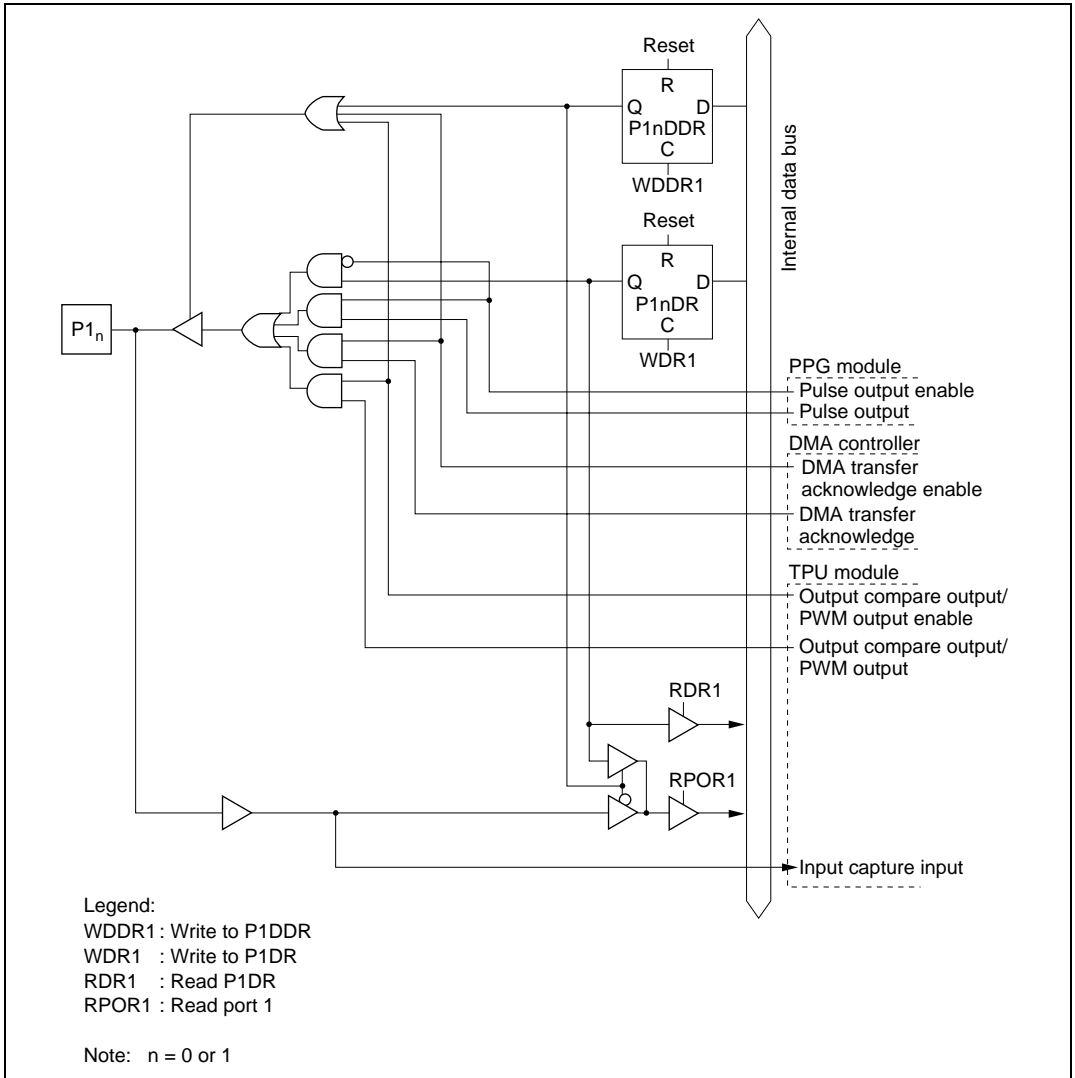 Reset
R
Q D
P1nDDR
C
WDDR1
Internal data bus
Reset
R
Q D
P1nDR
C
WDR1
P1n
PPG module
Pulse output enable
Pulse output
DMA controller
DMA transfer
acknowledge enable
DMA transfer
acknowledge
TPU module
Output compare output/
PWM output enable
Output compare output/
PWM output
RDR1
RPOR1
Input capture input
Legend:
WDDR1 : Write to P1DDR
WDR1 : Write to P1DR
RDR1 : Read P1DR
RPOR1 : Read port 1
Note: n = 0 or 1